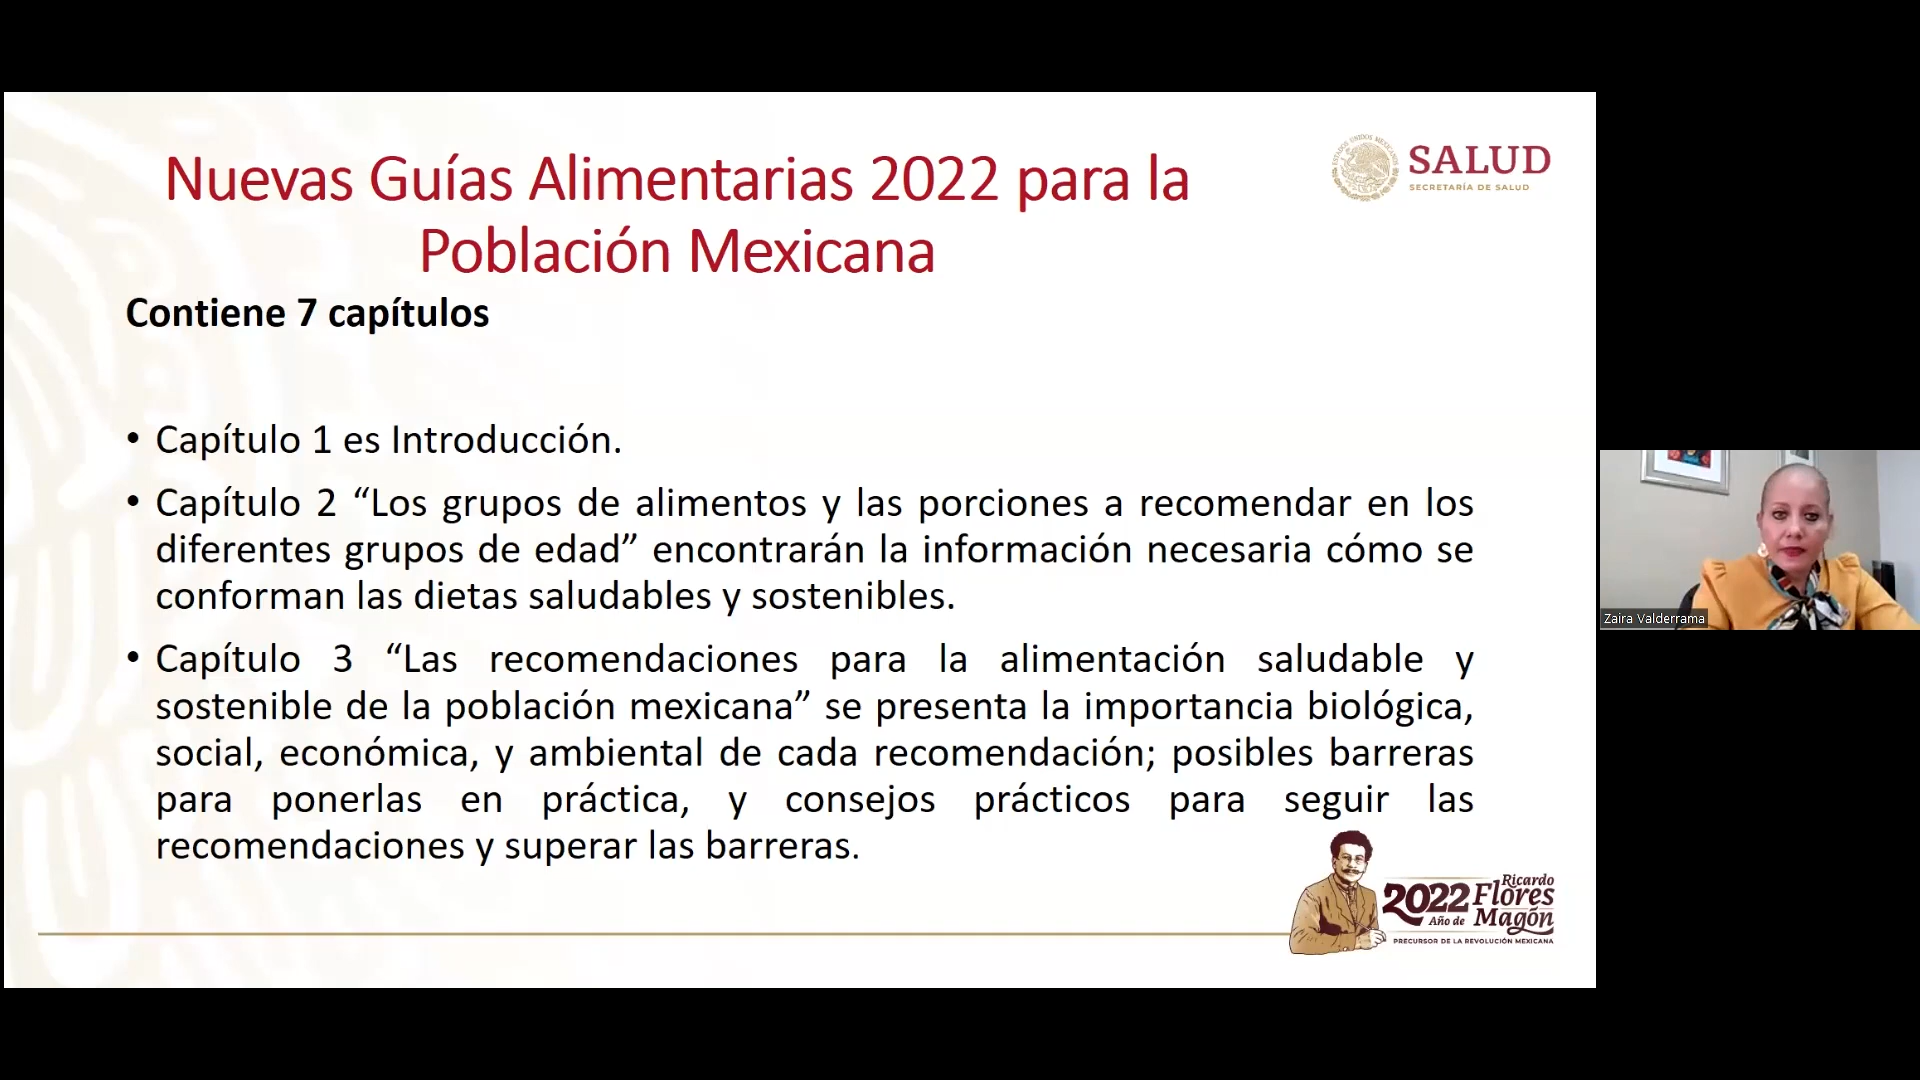 Nuevas Guías Alimentarias 2022 para la
Población Mexicana
SALUD
SECRETARÍA DE SALUD
ESTADOS UNIDOS MEXICANOS
Contiene 7 capítulos
• Capítulo 1 es Introducción.
• Capítulo 2 “Los grupos de alimentos y las porciones a recomendar en los
diferentes grupos de edad” encontrarán la información necesaria cómo se
conforman las dietas saludables y sostenibles.
• Capítulo 3 “Las recomendaciones para la alimentación saludable y
sostenible de la población mexicana” se presenta la importancia biológica,
social, económica, y ambiental de cada recomendación; posibles barreras
para ponerlas en práctica, y consejos prácticos para seguir las
recomendaciones y superar las barreras.
2022 Ricardo
Flores
Año de Magón
PRECURSOR DE LA REVOLUCIÓN MEXICANA
Zaira Valderrama